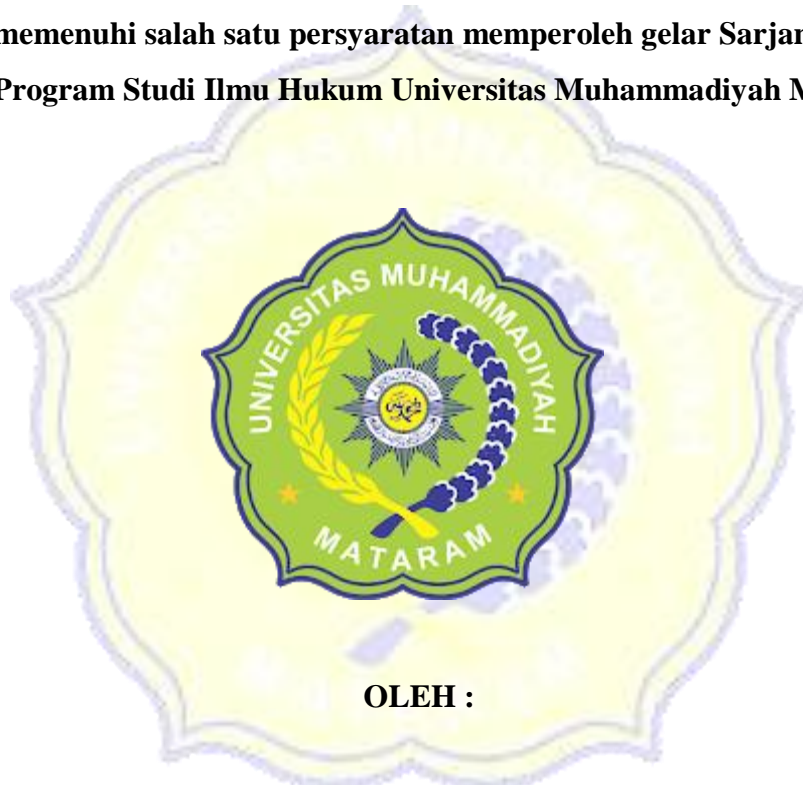 memenuhi salah satu persyaratan memperoleh gelar Sarjan
Program Studi Ilmu Hukum Universitas Muhammadiyah M
UNIVERSITAS MUHAMMADIYAH
MATARAM
OLEH :